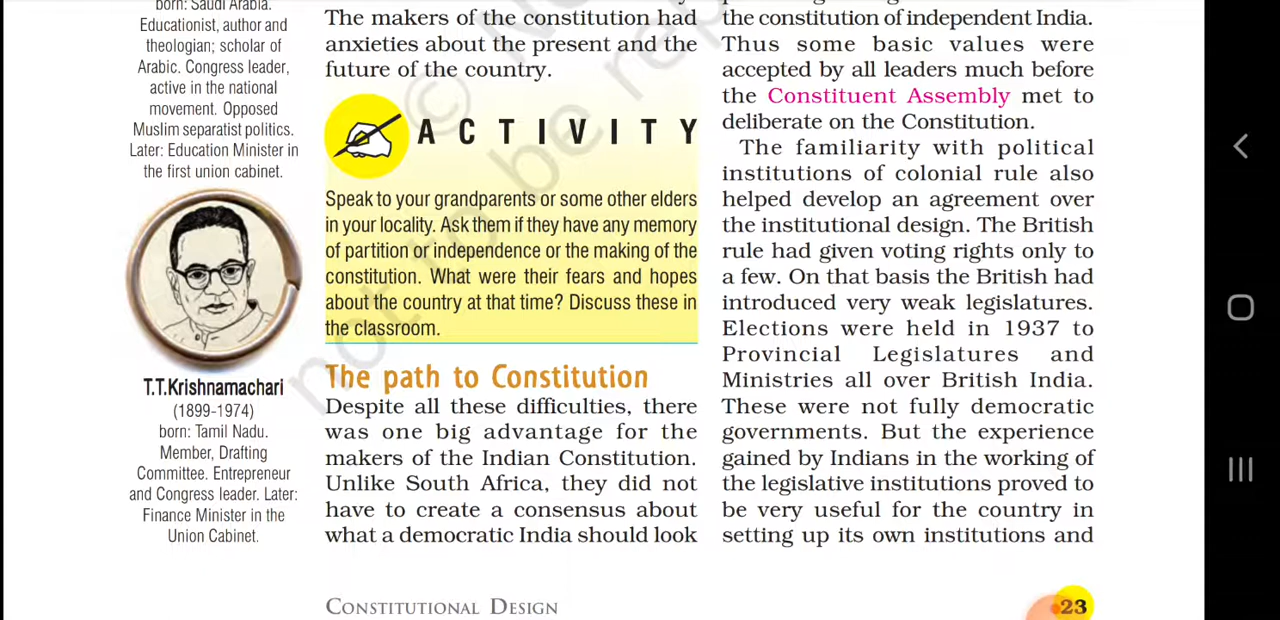 born: Saudi Arabia.
Educationist, author and
theologian; scholar of
Arabic. Congress leader,
active in the national
movement. Opposed
Muslim separatist politics.
Later: Education Minister in
the first union cabinet.
T.T.Krishnamachari
(1899-1974)
born: Tamil Nadu.
Member, Drafting
Committee. Entrepreneur
and Congress leader. Later:
Finance Minister in the
Union Cabinet.
The makers of the constitution had
anxieties about the present and the
future of the country.
ACTIVITY
Speak to your grandparents or some other elders
in your locality. Ask them if they have any memory
of partition or independence or the making of the
constitution. What were their fears and hopes
about the country at that time? Discuss these in
the classroom.
The path to Constitution
Despite all these difficulties, there
was one big advantage for the
makers of the Indian Constitution.
Unlike South Africa, they did not
have to create a consensus about
what a democratic India should look
the constitution of independent India.
Thus some basic values were
accepted by all leaders much before
the Constituent Assembly met to
deliberate on the Constitution.
The familiarity with political
institutions of colonial rule also
helped develop an agreement over
the institutional design. The British
rule had given voting rights only to
a few. On that basis the British had
introduced very weak legislatures.
Elections were held in 1937 to
Provincial Legislatures and
Ministries all over British India.
These were not fully democratic
governments. But the experience
gained by Indians in the working of
the legislative institutions proved to
be very useful for the country in
setting up its own institutions and
CONSTITUTIONAL DESIGN
23
©
not to be rep